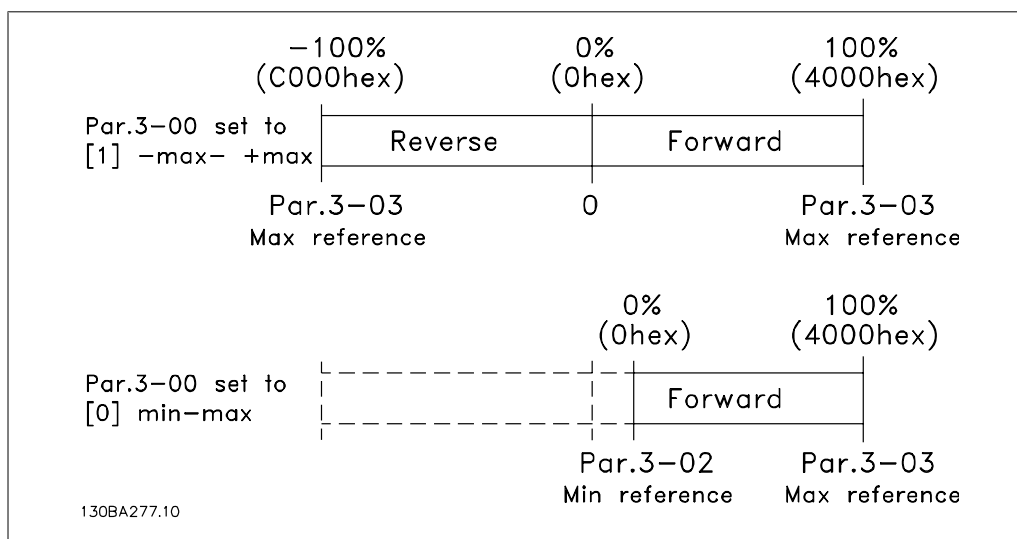 -100% 0% 100%
(C000hex) (0hex) (4000hex)
Par.3-00 set to
[1] -max- +max
Reverse Forward
Par.3-03 0 Par.3-03
Max reference Max reference
0% 100%
(0hex) (4000hex)
Par.3-00 set to
[0] min-max
Forward
Par.3-02 Par.3-03
Min reference Max reference
130BA277.10